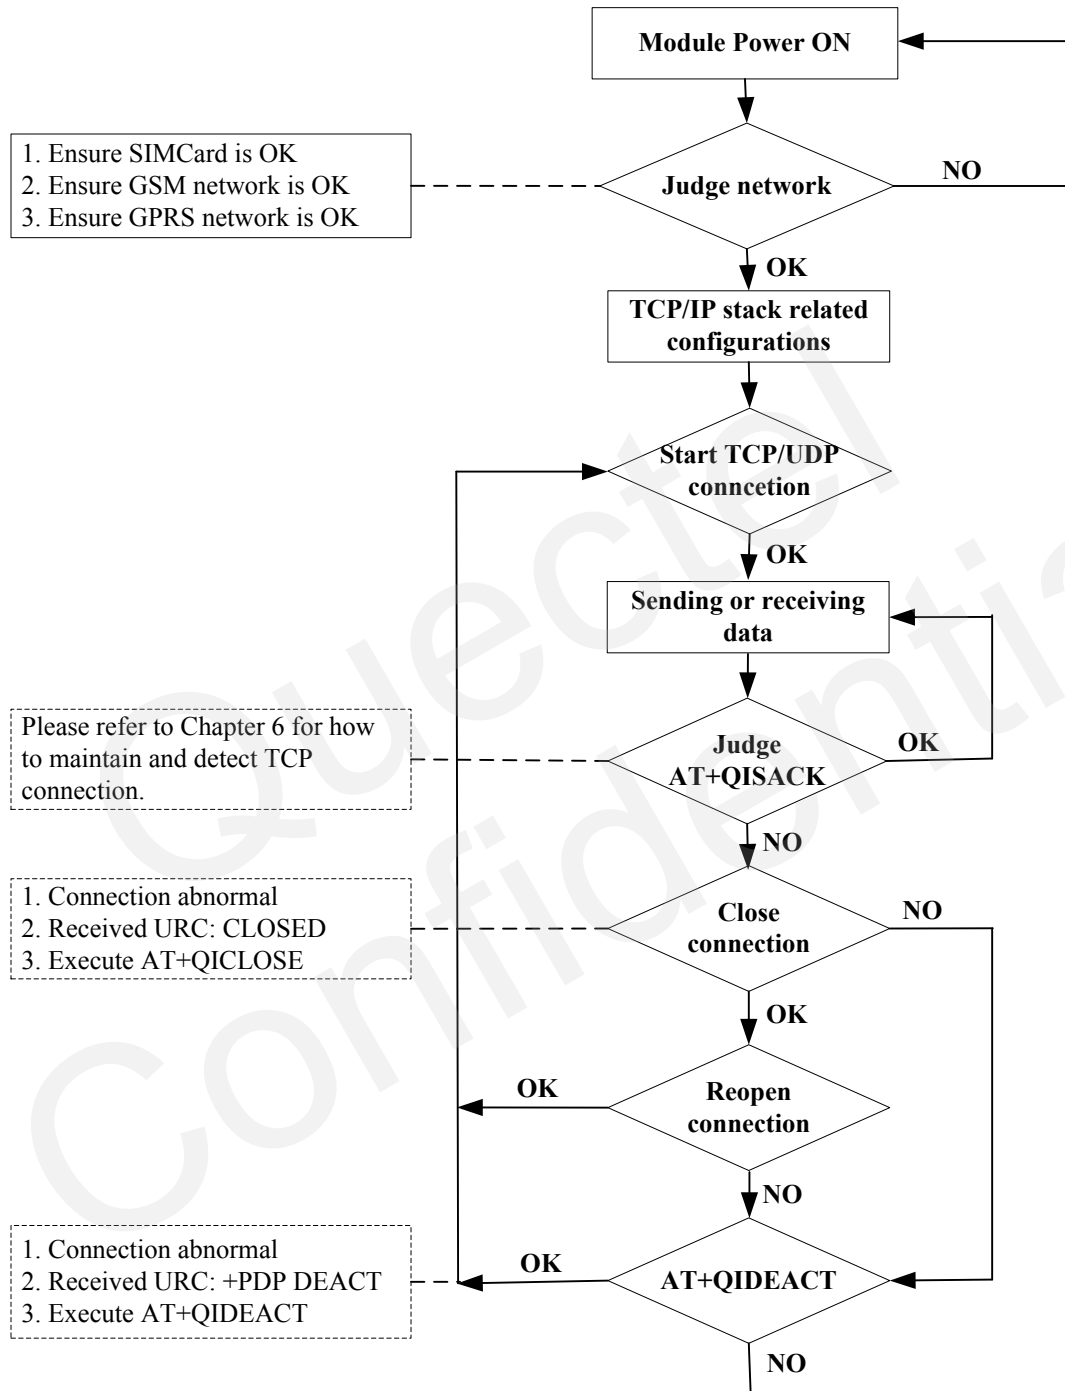 Module Power ON
1. Ensure SIMCard is OK
2. Ensure GSM network is OK
3. Ensure GPRS network is OK
Judge network
NO
OK
TCP/IP stack related
configurations
Start TCP/UDP
conncetion
OK
Sending or receiving
data
Please refer to Chapter 6 for how
to maintain and detect TCP
connection.
Judge
AT+QISACK
OK
NO
1. Connection abnormal
2. Received URC: CLOSED
3. Execute AT+QICLOSE
Close
connection
NO
OK
Reopen
connection
OK
NO
1. Connection abnormal
2. Received URC: +PDP DEACT
3. Execute AT+QIDEACT
OK
AT+QIDEACT
NO
Quectel
Confidentia